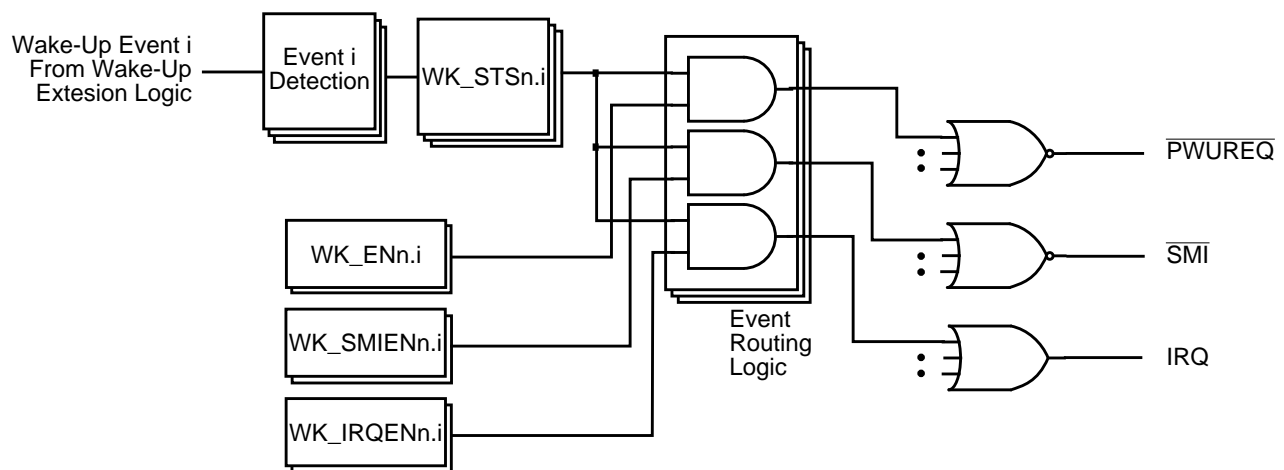 Wake-Up Event i
From Wake-Up
Extesion Logic
Event i
Detection
WK_STSn.i
WK_ENn.i
WK_SMIENn.i
WK_IRQENn.i
Event
Routing
Logic
PWUREQ
SMI
IRQ